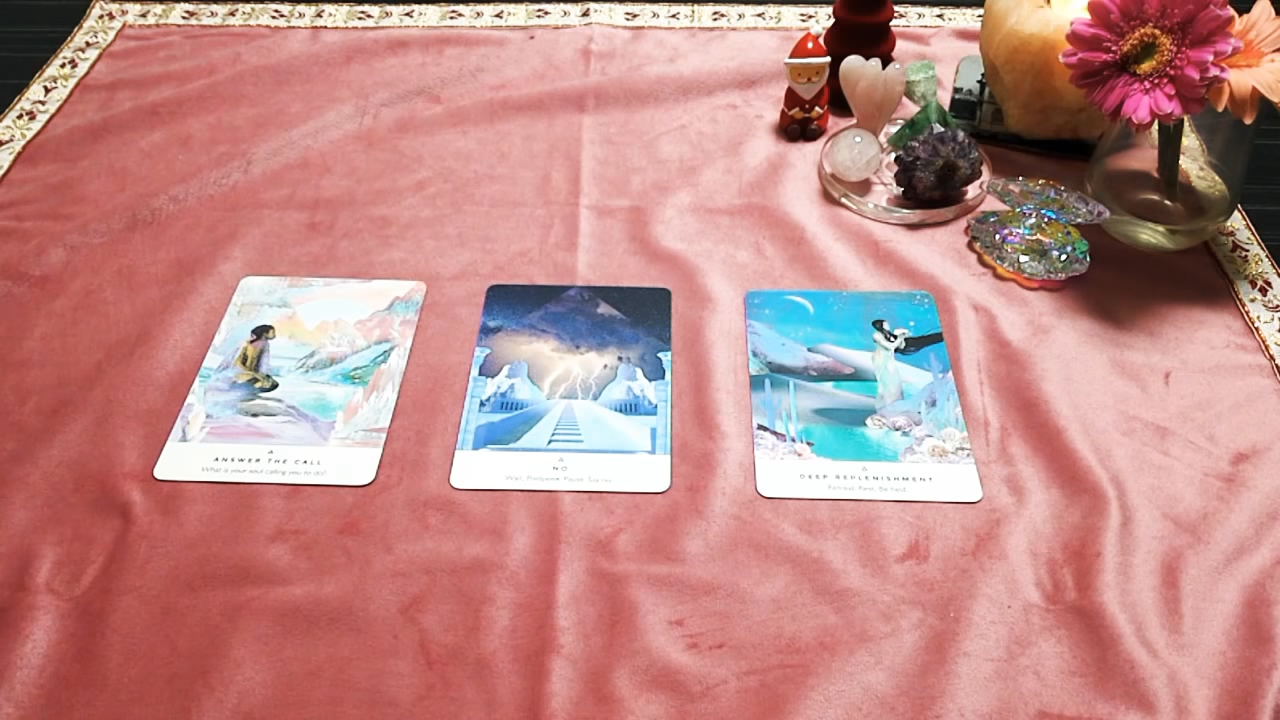 ANSWER THE CALL
What is your soul calling you to do?
NO
Wait. Postpone. Pause. Say no.
DEEP REPLENISHMENT
Retreat. Rest. Be held.